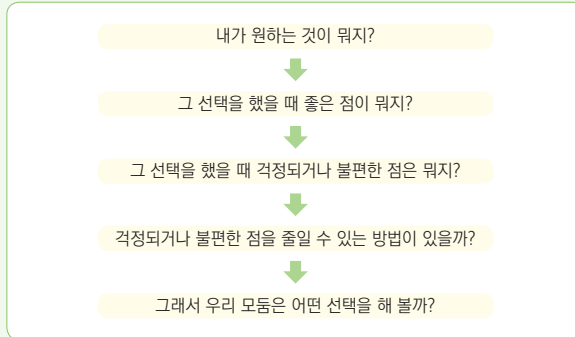 내가 원하는 것이 뭐지?
그 선택을 했을 때 좋은 점이 뭐지?
그 선택을 했을 때 걱정되거나 불편한 점은 뭐지?
걱정되거나 불편한 점을 줄일 수 있는 방법이 있을까?
그래서 우리 모둠은 어떤 선택을 해 볼까?